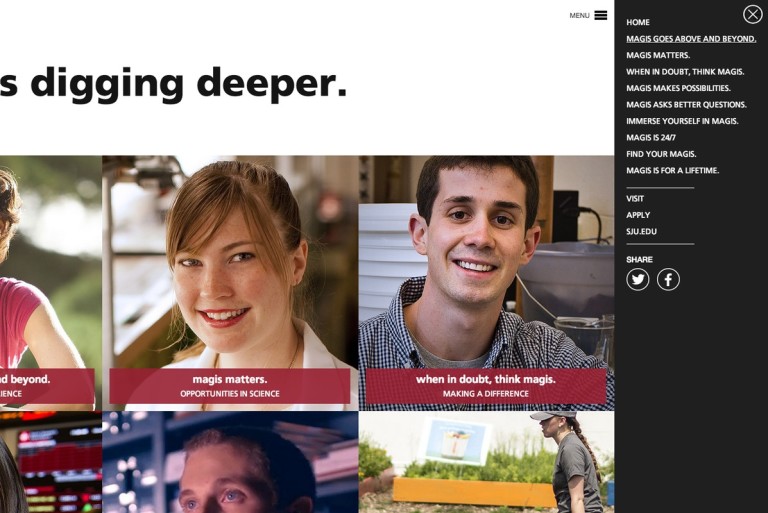 MENU
s digging deeper.
d beyond.
IENCE
magis matters.
OPPORTUNITIES IN SCIENCE
when in doubt, think magis.
MAKING A DIFFERENCE
HOME
MAGIS GOES ABOVE AND BEYOND.
MAGIS MATTERS.
WHEN IN DOUBT, THINK MAGIS.
MAGIS MAKES POSSIBILITIES.
MAGIS ASKS BETTER QUESTIONS.
IMMERSE YOURSELF IN MAGIS.
MAGIS IS 24/7
FIND YOUR MAGIS.
MAGIS IS FOR A LIFETIME.
VISIT
APPLY
SJU.EDU
SHARE